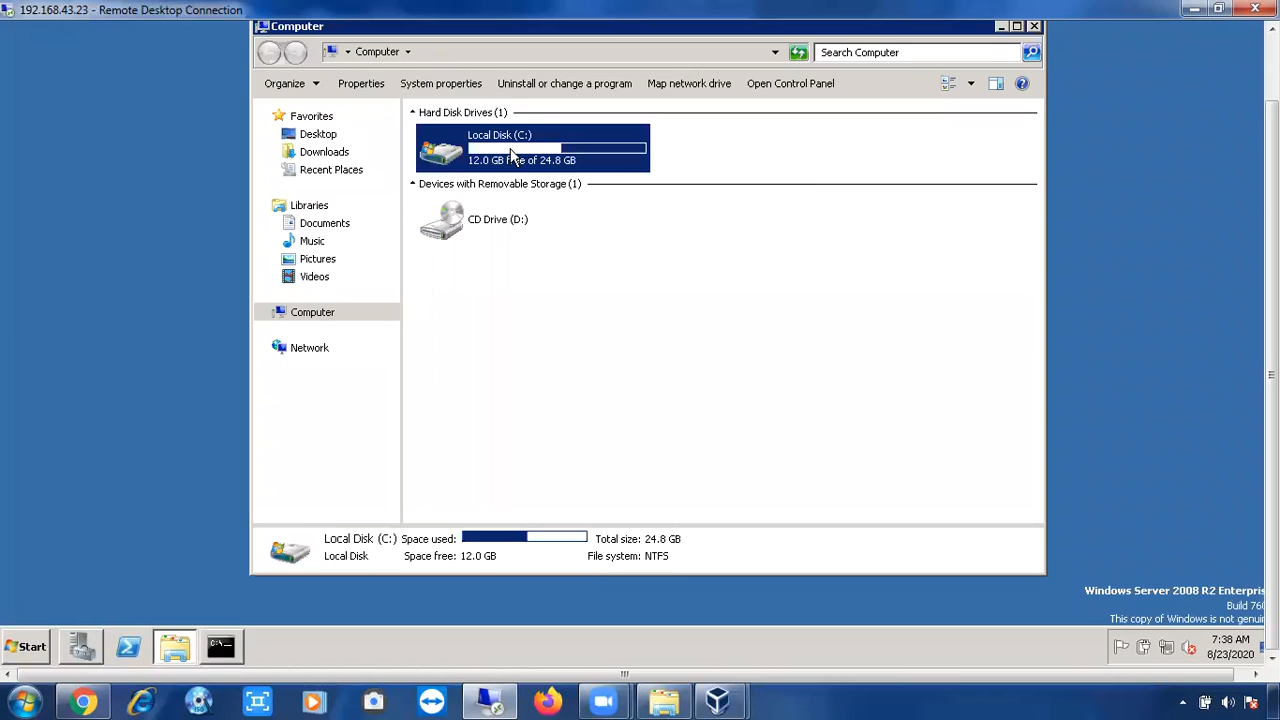 192.168.43.23 - Remote Desktop Connection
Computer
Computer
Search Computer
Organize
Properties
System properties
Uninstall or change a program
Map network drive
Open Control Panel
Favorites
Desktop
Downloads
Recent Places
Libraries
Documents
Music
Pictures
Videos
Computer
Network
Hard Disk Drives (1)
Local Disk (C:)
12.0 GB free of 24.8 GB
Devices with Removable Storage (1)
CD Drive (D:)
Local Disk (C:) Space used: Total size: 24.8 GB
Local Disk Space free: 12.0 GB File system: NTFS
Windows Server 2008 R2 Enterpris
Build 760
This copy of Windows is not genuin
Start
C:\
7:38 AM
8/23/2020